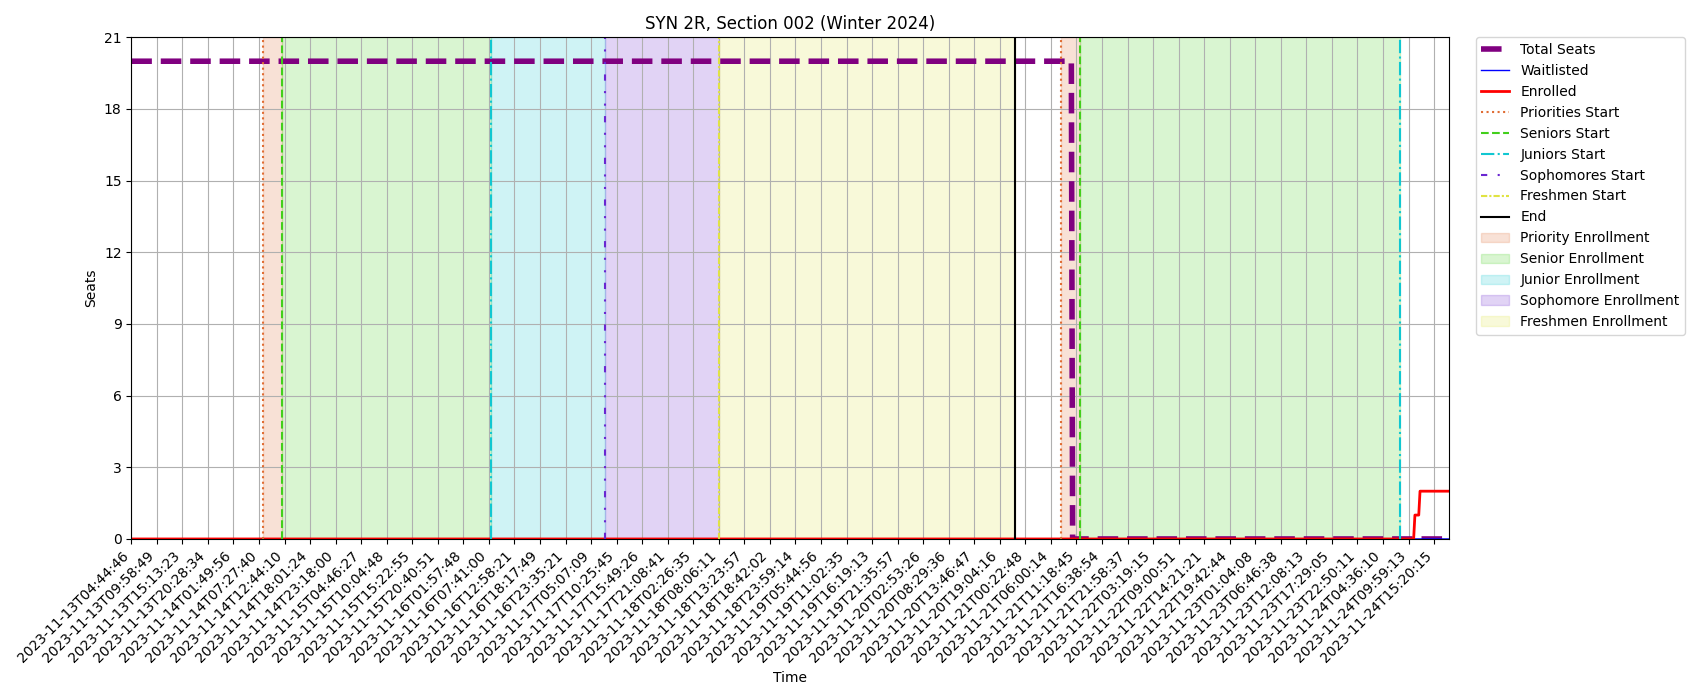 SYN 2R, Section 002 (Winter 2024)
21
18
15
12
9
6
3
0
Seats
2023-11-13T04:44:46
2023-11-13T09:58:49
2023-11-13T15:13:23
2023-11-13T20:28:34
2023-11-14T01:49:56
2023-11-14T07:27:40
2023-11-14T12:44:10
2023-11-14T18:01:24
2023-11-14T23:18:00
2023-11-15T04:46:27
2023-11-15T10:04:48
2023-11-15T15:22:55
2023-11-15T20:40:51
2023-11-16T01:57:48
2023-11-16T07:41:00
2023-11-16T12:58:21
2023-11-16T18:17:49
2023-11-16T23:35:21
2023-11-17T05:07:09
2023-11-17T10:25:45
2023-11-17T15:49:26
2023-11-17T21:08:41
2023-11-18T02:26:35
2023-11-18T08:06:11
2023-11-18T13:23:57
2023-11-18T18:42:02
2023-11-18T23:59:14
2023-11-19T05:44:56
2023-11-19T11:02:35
2023-11-19T16:19:13
2023-11-19T21:35:57
2023-11-20T02:53:26
2023-11-20T08:29:36
2023-11-20T13:46:47
2023-11-20T19:04:16
2023-11-21T00:22:48
2023-11-21T06:00:14
2023-11-21T11:18:45
2023-11-21T16:38:54
2023-11-21T21:58:37
2023-11-22T03:19:15
2023-11-22T09:00:51
2023-11-22T14:21:21
2023-11-22T19:42:44
2023-11-23T01:04:08
2023-11-23T06:46:38
2023-11-23T12:08:13
2023-11-23T17:29:05
2023-11-23T22:50:11
2023-11-24T04:36:10
2023-11-24T09:59:13
2023-11-24T15:20:15
Time
Total Seats
Waitlisted
Enrolled
Priorities Start
Seniors Start
Juniors Start
Sophomores Start
Freshmen Start
End
Priority Enrollment
Senior Enrollment
Junior Enrollment
Sophomore Enrollment
Freshmen Enrollment